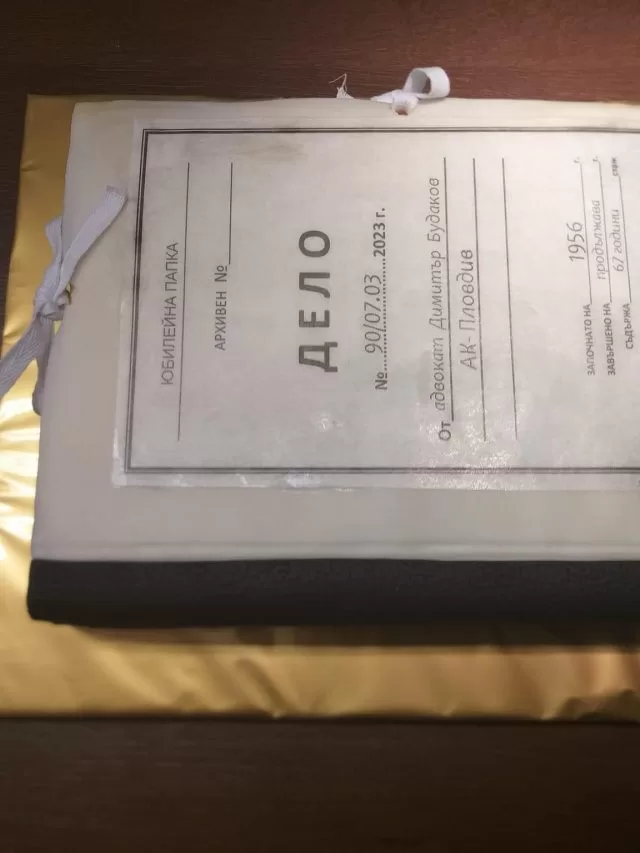 ЮБИЛЕЙНА ПАПКА
АРХИВЕН №
ДЕЛО
№ 90/07.03 2023 г.
От адвокат Димитър Будаков
АК- Пловдив
ЗАПОЧНАТО НА 1956 г.
ЗАВЪРШЕНО НА продължава г.
СЪДЪРЖА 67 години стр.